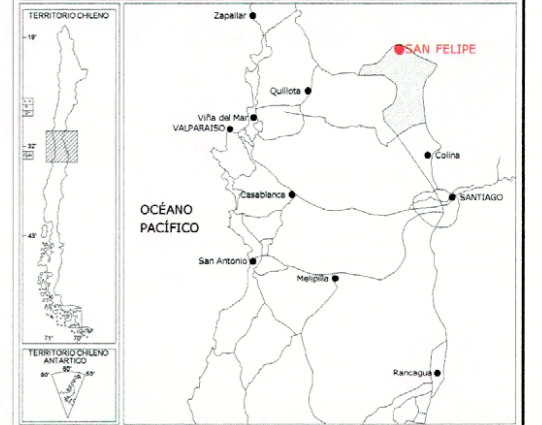 TERRITORIO CHILENO
32°
43°
71°
70°
TERRITORIO CHILENO
ANTÁRTICO
90°
60°
53°
Zapallar
SAN FELIPE
Quillota
Viña del Mar
VALPARAISO
Colina
Casablanca
SANTIAGO
OCÉANO
PACÍFICO
San Antonio
Melipilla
Rancagua